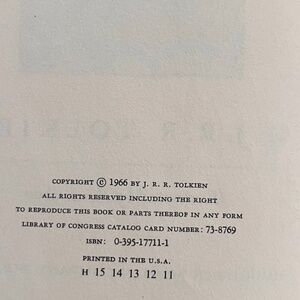 COPYRIGHT © 1966 BY J. R. R. TOLKIEN
ALL RIGHTS RESERVED INCLUDING THE RIGHT
TO REPRODUCE THIS BOOK OR PARTS THEREOF IN ANY FORM
LIBRARY OF CONGRESS CATALOG CARD NUMBER: 73-8769
ISBN: 0-395-17711-1
PRINTED IN THE U.S.A.
H 15 14 13 12 11